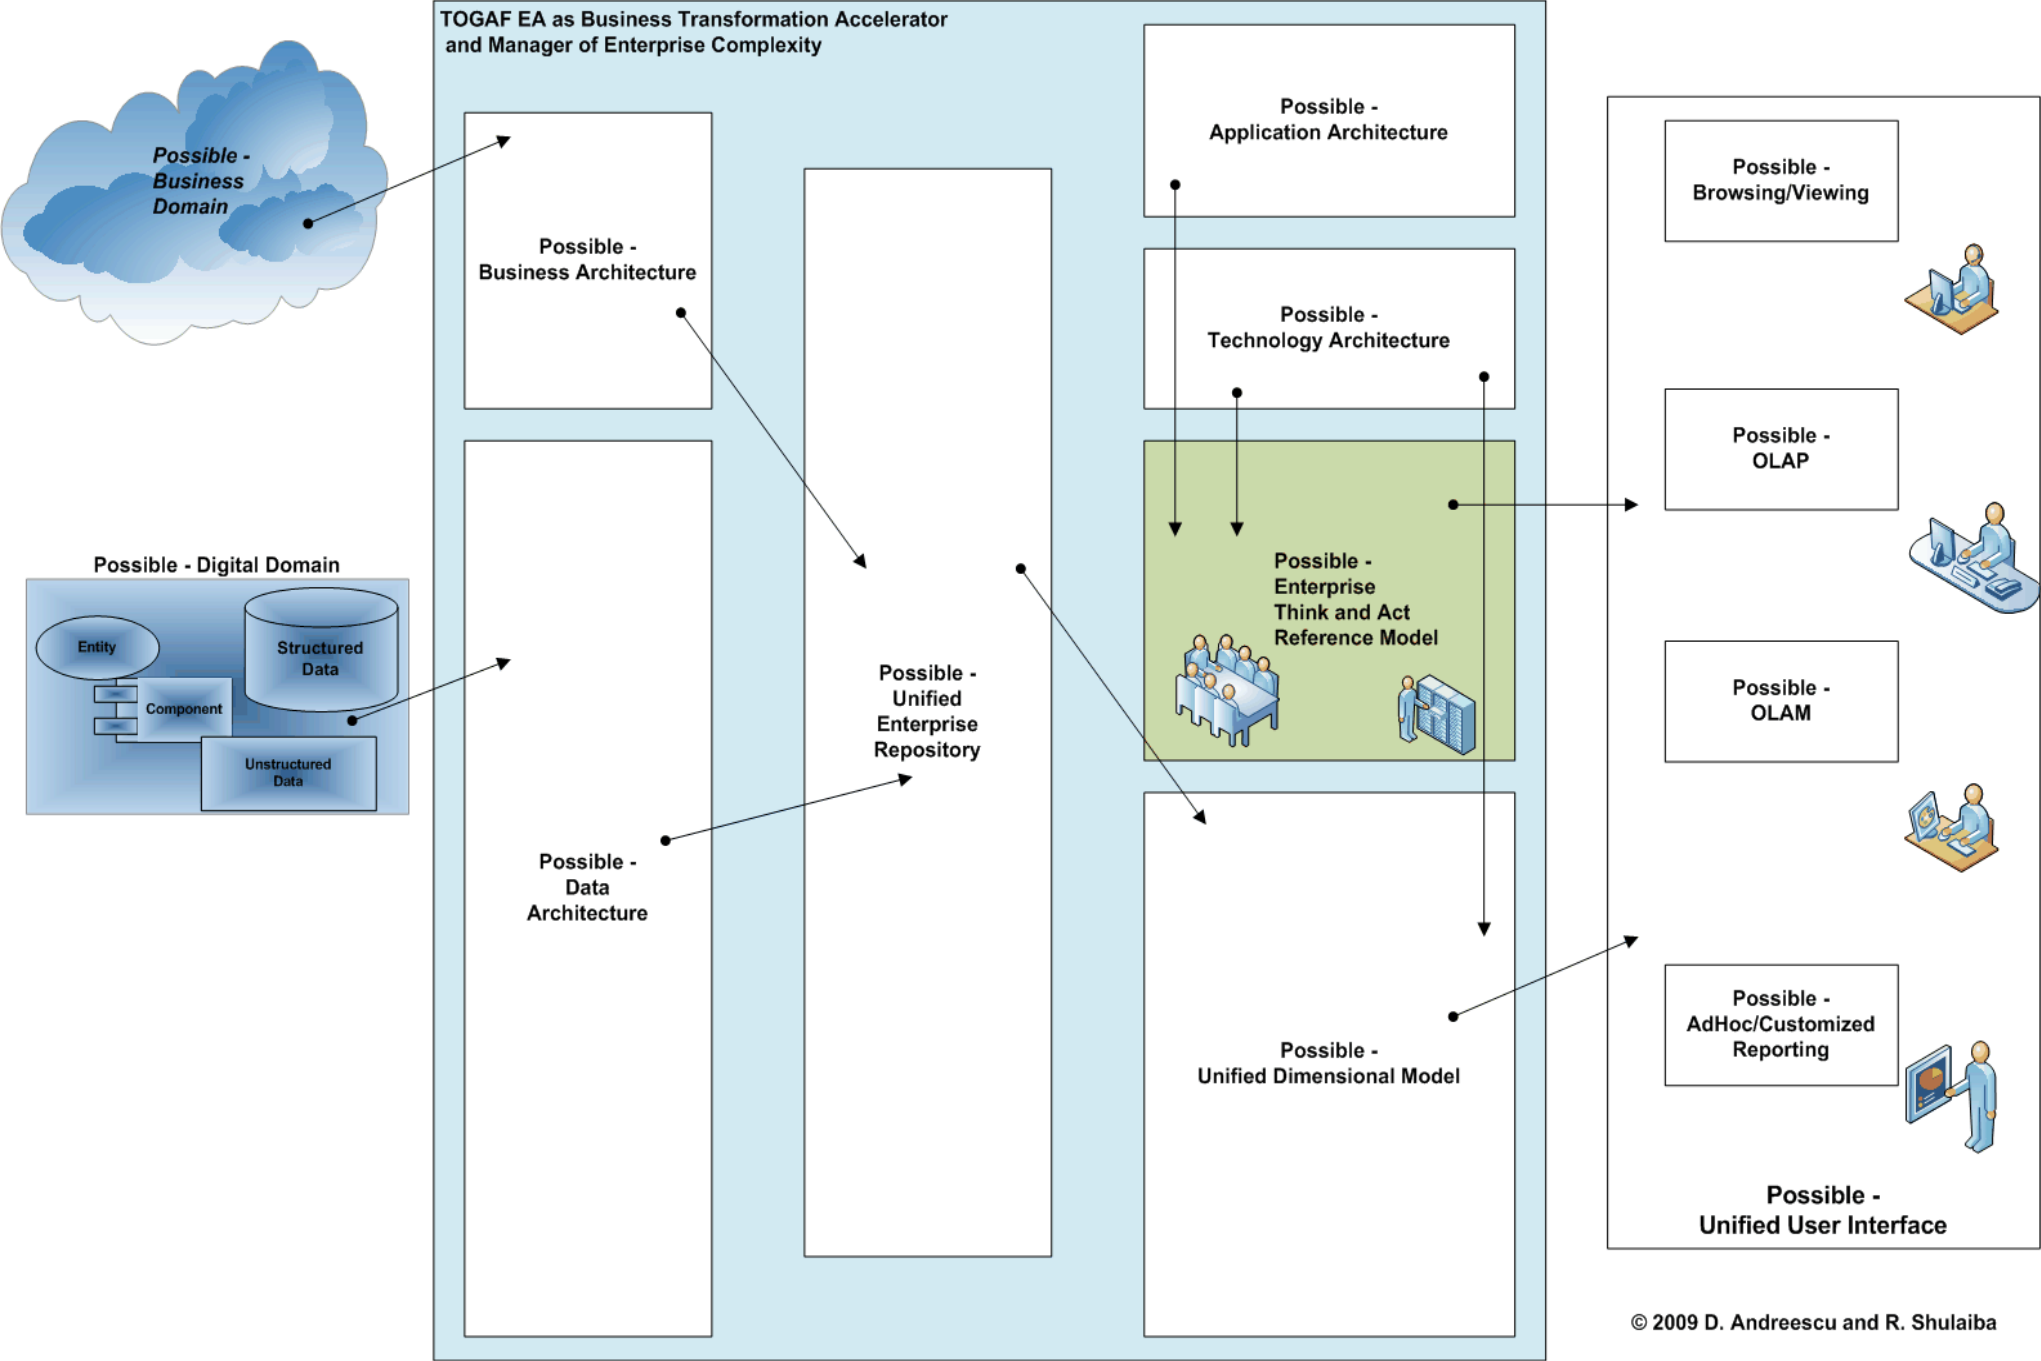 TOGAF EA as Business Transformation Accelerator
and Manager of Enterprise Complexity
Possible -
Business
Domain
Possible - Digital Domain
Entity
Structured
Data
Component
Unstructured
Data
Possible -
Business Architecture
Possible -
Data
Architecture
Possible -
Unified
Enterprise
Repository
Possible -
Application Architecture
Possible -
Technology Architecture
Possible -
Enterprise
Think and Act
Reference Model
Possible -
Unified Dimensional Model
Possible -
Browsing/Viewing
Possible -
OLAP
Possible -
OLAM
Possible -
AdHoc/Customized
Reporting
Possible -
Unified User Interface
© 2009 D. Andreescu and R. Shulaiba